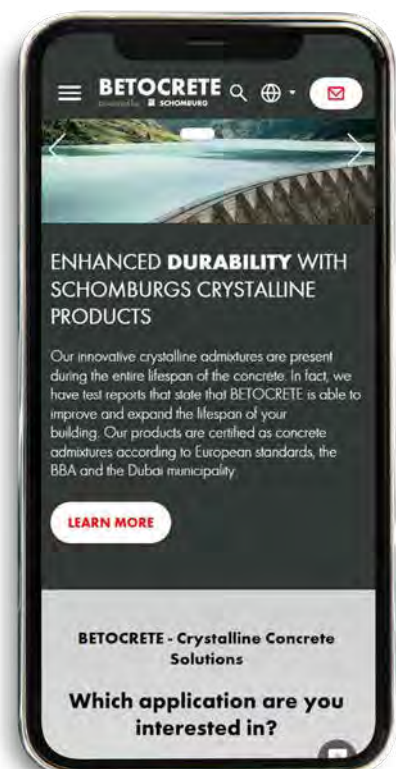 BETOCRETE
powered by SCHOMBURG
ENHANCED DURABILITY WITH
SCHOMBURGS CRYSTALLINE
PRODUCTS
Our innovative crystalline admixtures are present
during the entire lifespan of the concrete. In fact, we
have test reports that state that BETOCRETE is able to
improve and expand the lifespan of your
building. Our products are certified as concrete
admixtures according to European standards, the
BBA and the Dubai municipality.
LEARN MORE
BETOCRETE - Crystalline Concrete
Solutions
Which application are you
interested in?